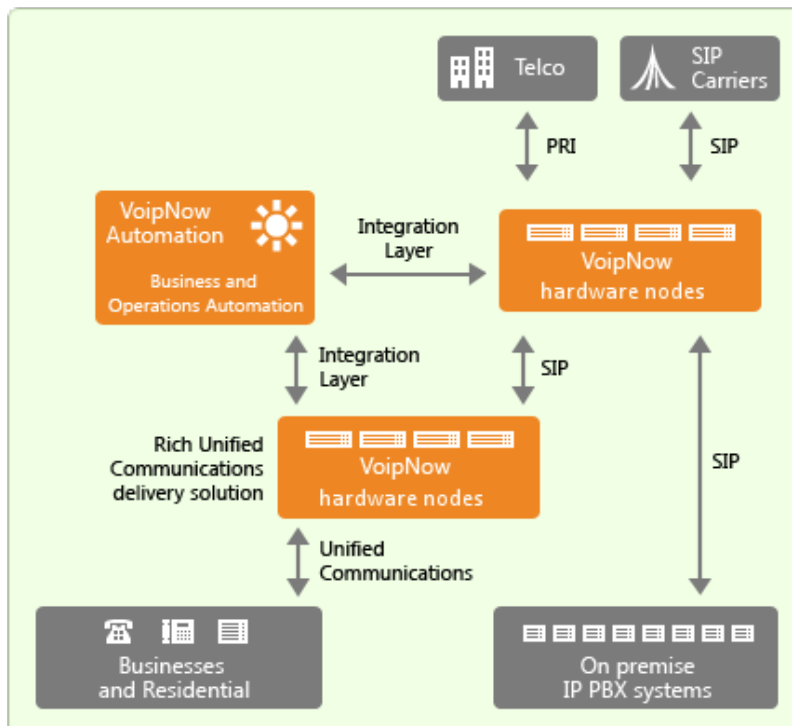 Telco
SIP
Carriers
PRI
SIP
VoipNow
Automation
Business and
Operations Automation
Integration
Layer
VoipNow
hardware nodes
Integration
Layer
SIP
SIP
Rich Unified
Communications
delivery solution
VoipNow
hardware nodes
Unified
Communications
Businesses
and Residential
On premise
IP PBX systems